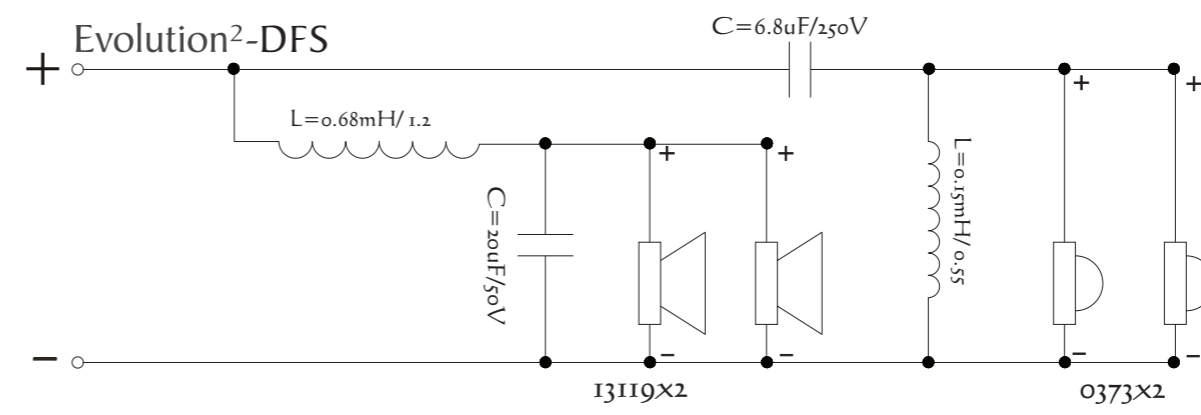 C=6.8uF/250V
Evolution²-DFS
+
+
+
L=0.68mH/1.2
+
+
L=0.15mH/0.55
C=20uF/50V
−
−
−
−
−
13119x2
0373x2